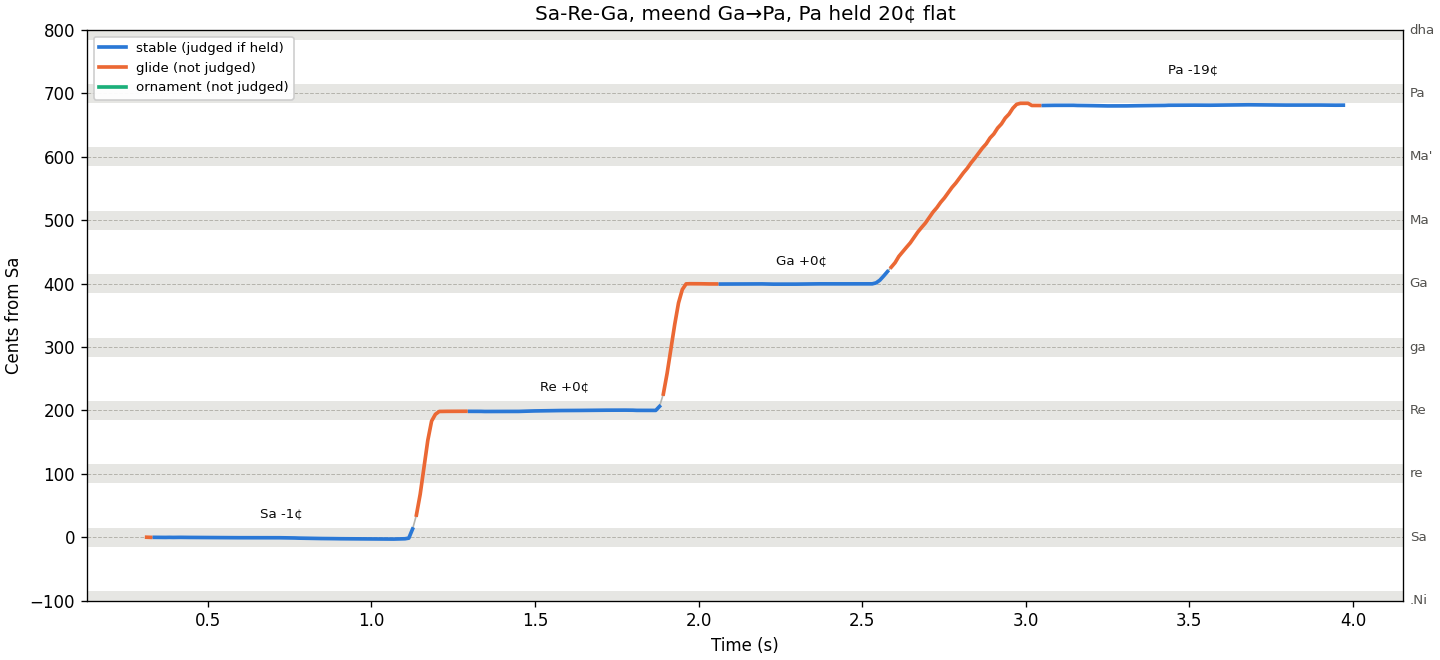 Sa-Re-Ga, meend Ga→Pa, Pa held 20¢ flat
stable (judged if held)
glide (not judged)
ornament (not judged)
Cents from Sa
800
700
600
500
400
300
200
100
0
−100
dha
Pa
Ma'
Ma
Ga
ga
Re
re
Sa
.Ni
Pa -19¢
Ga +0¢
Re +0¢
Sa -1¢
0.5 1.0 1.5 2.0 2.5 3.0 3.5 4.0
Time (s)